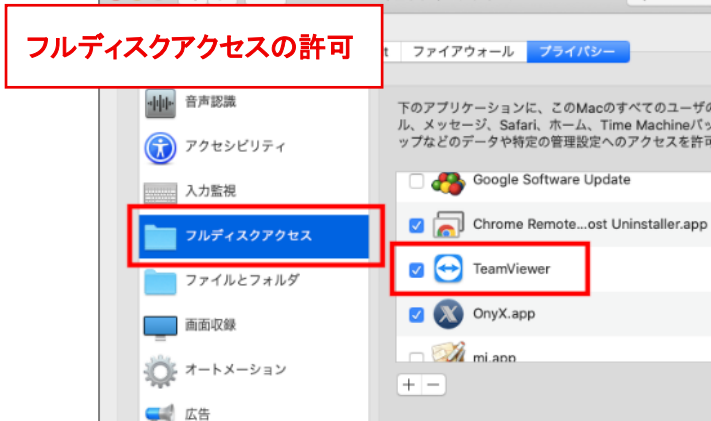 フルディスクアクセスの許可
t ファイアウォール プライバシー
音声認識
アクセシビリティ
入力監視
フルディスクアクセス
ファイルとフォルダ
画面収録
オートメーション
広告
下のアプリケーションに、このMacのすべてのユーザの
ル、メッセージ、Safari、ホーム、Time Machineバッ
ップなどのデータや特定の管理設定へのアクセスを許可
Google Software Update
Chrome Remote...ost Uninstaller.app
TeamViewer
OnyX.app
mi.app
+ −